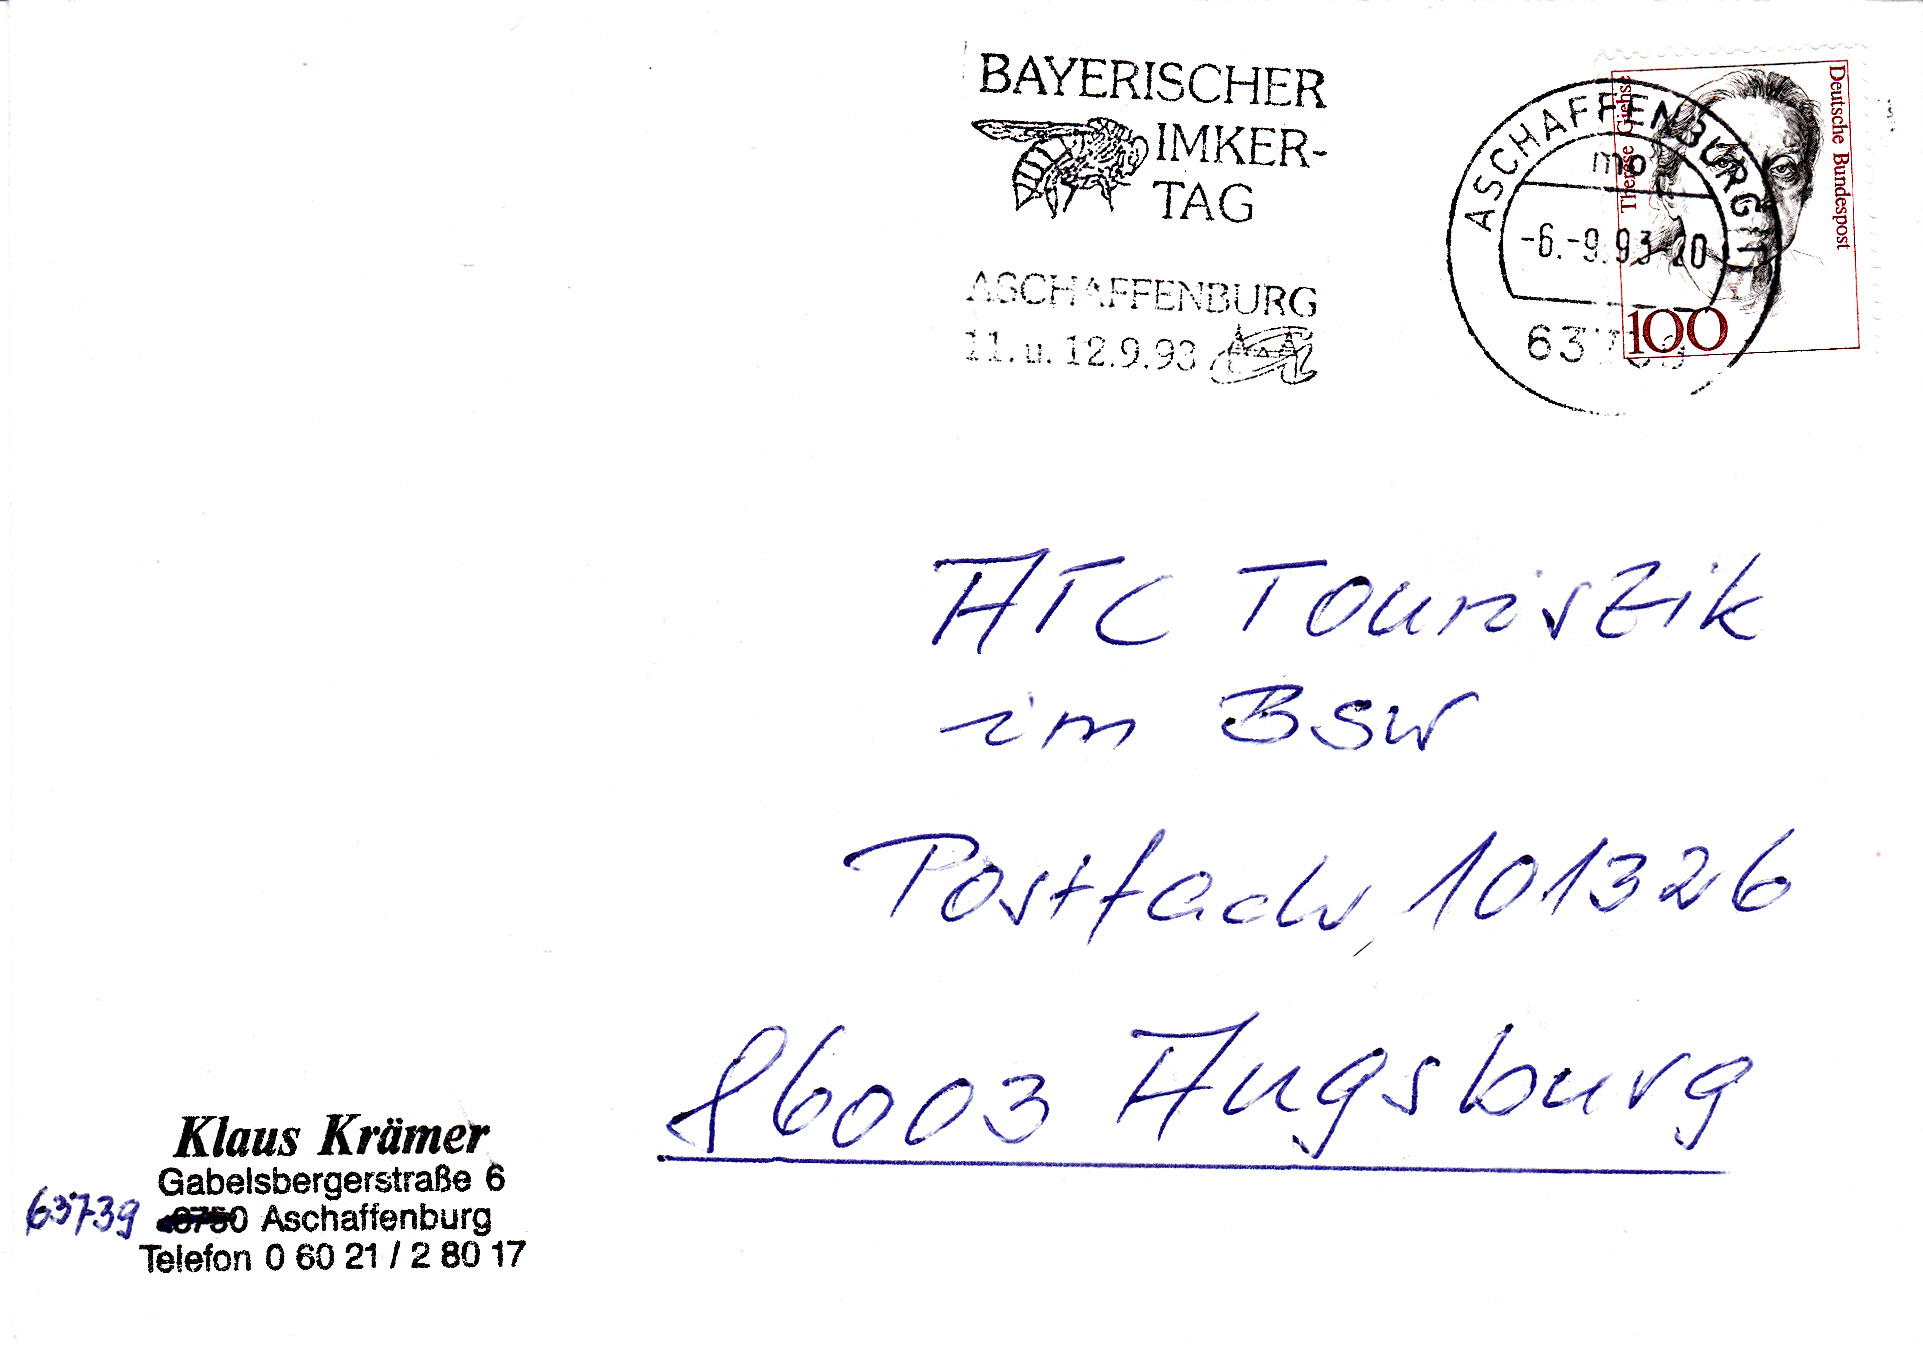 BAYERISCHER
IMKER-
TAG
ASCHAFFENBURG
11. u. 12.9.93
ASCHAFFENBURG 1
mo
-6.-9.93-20
Therese Giehse
Deutsche Bundespost
100
ATC Touristik
im BSW
Postfach 101326
86003 Augsburg
Klaus Krämer
Gabelsbergerstraße 6
63739 8750 Aschaffenburg
Telefon 0 60 21 / 2 80 17